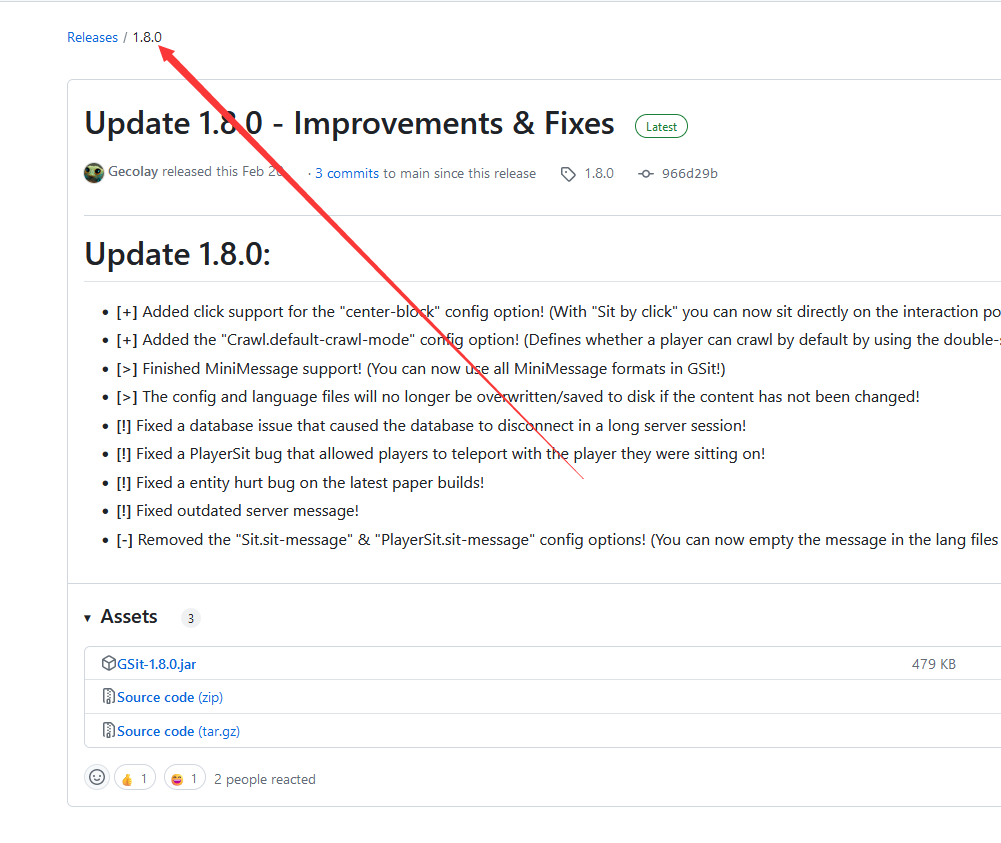 Releases / 1.8.0
Update 1.8.0 - Improvements & Fixes Latest
Gecolay released this Feb · 3 commits to main since this release 1.8.0 966d29b
Update 1.8.0:
[+] Added click support for the "center-block" config option! (With "Sit by click" you can now sit directly on the interaction po
[+] Added the "Crawl.default-crawl-mode" config option! (Defines whether a player can crawl by default by using the double-s
[>] Finished MiniMessage support! (You can now use all MiniMessage formats in GSit!)
[>] The config and language files will no longer be overwritten/saved to disk if the content has not been changed!
[!] Fixed a database issue that caused the database to disconnect in a long server session!
[!] Fixed a PlayerSit bug that allowed players to teleport with the player they were sitting on!
[!] Fixed a entity hurt bug on the latest paper builds!
[!] Fixed outdated server message!
[-] Removed the "Sit.sit-message" & "PlayerSit.sit-message" config options! (You can now empty the message in the lang files
Assets 3
GSit-1.8.0.jar 479 KB
Source code (zip)
Source code (tar.gz)
1 1 2 people reacted